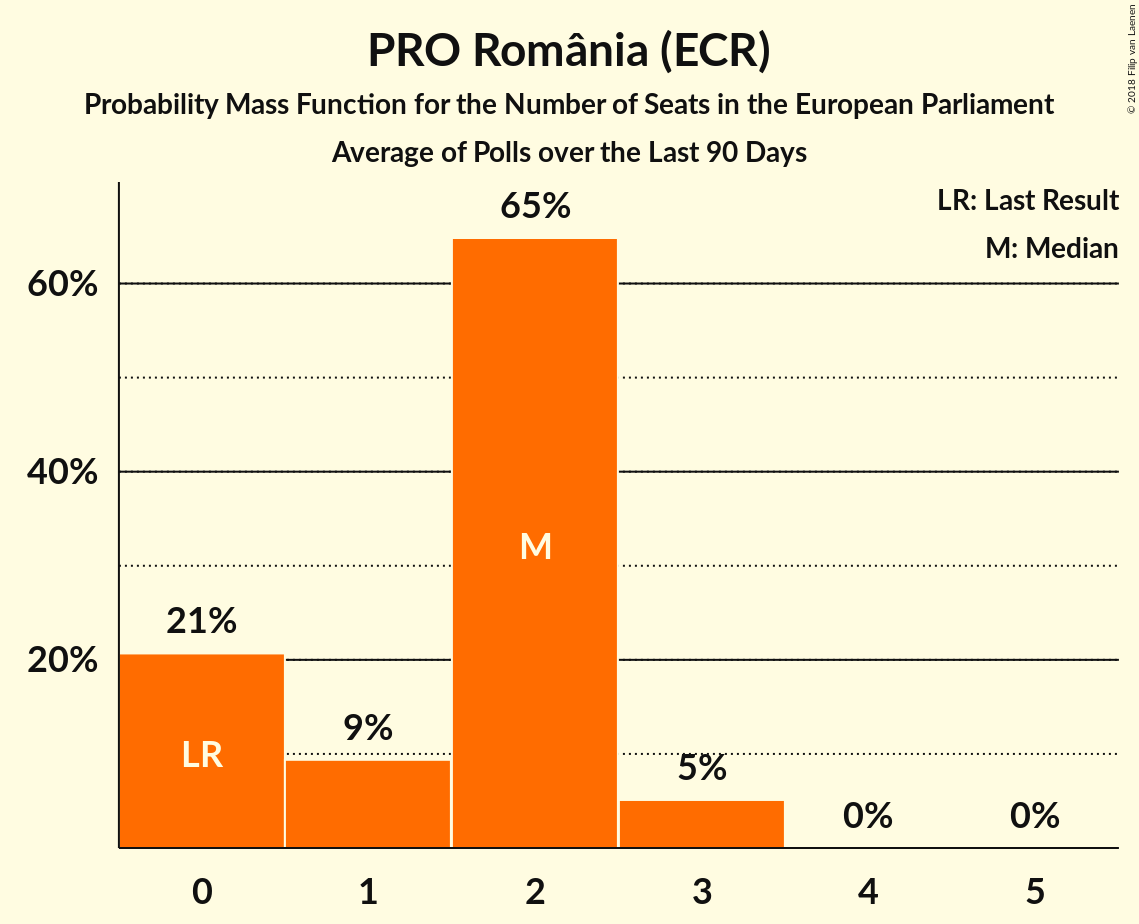 PRO România (ECR)
Probability Mass Function for the Number of Seats in the European Parliament
Average of Polls over the Last 90 Days
© 2018 Filip van Laenen
LR: Last Result
M: Median
65%
60%
40%
M
21%
20%
9%
LR
5%
0%
0%
0 1 2 3 4 5